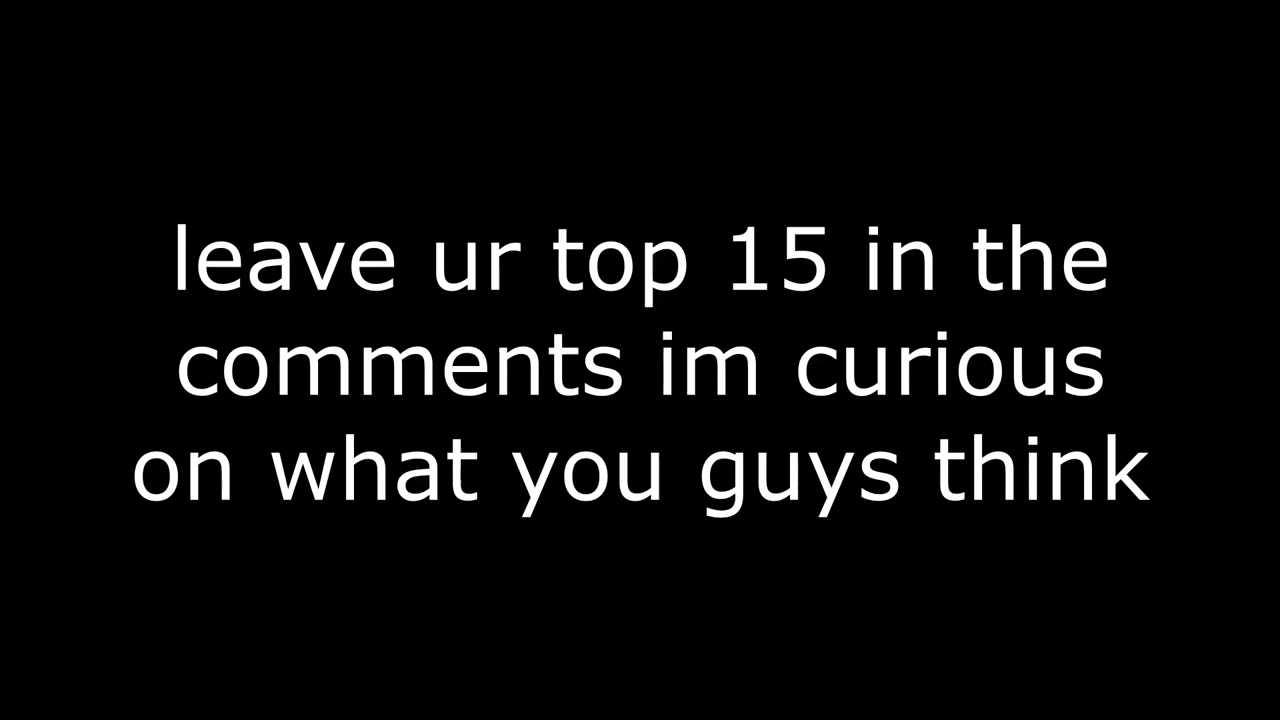 leave ur top 15 in the
comments im curious
on what you guys think